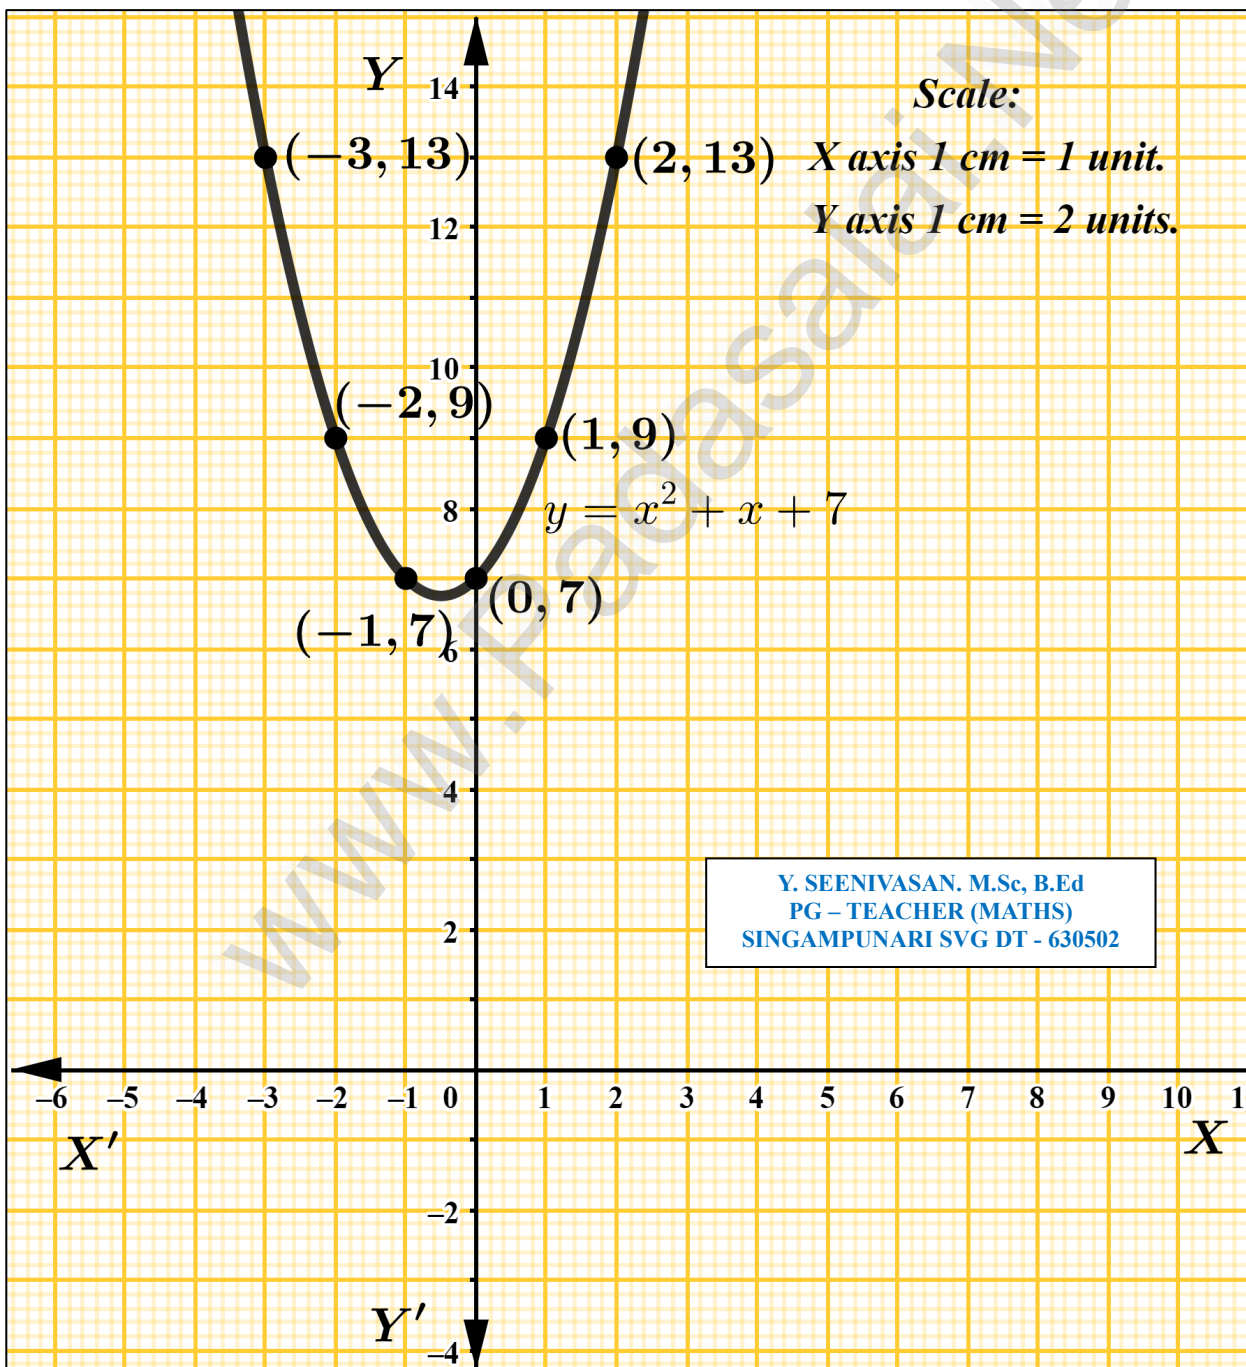 Y
14
Scale:
(−3, 13)
(2, 13)
X axis 1 cm = 1 unit.
12
Y axis 1 cm = 2 units.
10
(−2, 9)
(1, 9)
8
y = x² + x + 7
(0, 7)
(−1, 7)
6
4
Y. SEENIVASAN. M.Sc, B.Ed
PG – TEACHER (MATHS)
SINGAMPUNARI SVG DT - 630502
2
–6 –5 –4 –3 –2 –1 0 1 2 3 4 5 6 7 8 9 10 1
X′
X
–2
Y′
–4
www.Padasalai.Ne